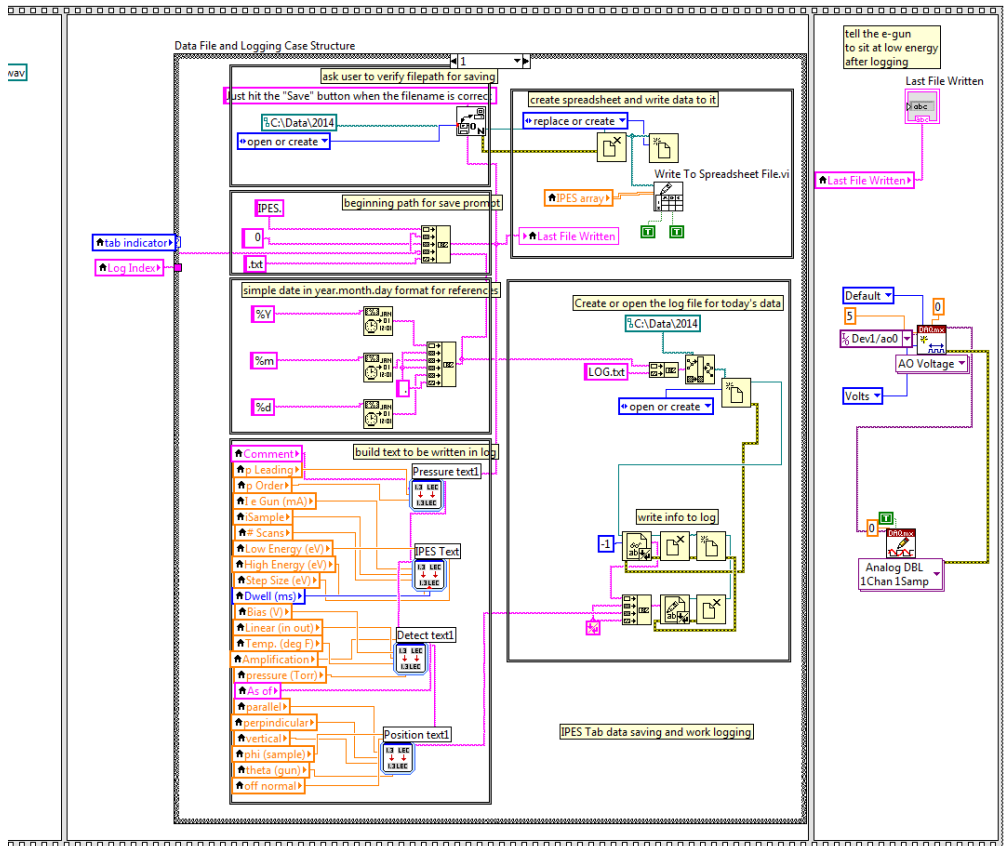 wav
Data File and Logging Case Structure
1
ask user to verify filepath for saving
Just hit the "Save" button when the filename is correct
C:\Data\2014
open or create
create spreadsheet and write data to it
replace or create
Write To Spreadsheet File.vi
IPES array
T
T
beginning path for save prompt
IPES.
0
.txt
Last File Written
tab indicator
Log Index
simple date in year.month.day format for references
%Y
%m
%d
.
Create or open the log file for today's data
C:\Data\2014
LOG.txt
open or create
write info to log
-1
build text to be written in log
Comment
p Leading
p Order
I e Gun (mA)
iSample
# Scans
Low Energy (eV)
High Energy (eV)
Step Size (eV)
Dwell (ms)
Bias (V)
Linear (in out)
Temp. (deg F)
Amplification
pressure (Torr)
As of
parallel
perpindicular
vertical
phi (sample)
theta (gun)
off normal
Pressure text1
IPES Text
Detect text1
Position text1
IPES Tab data saving and work logging
tell the e-gun
to sit at low energy
after logging
Last File Written
abc
Last File Written
Default
5
0
Dev1/ao0
DAQmx
AO Voltage
Volts
T
0
DAQmx
Analog DBL
1Chan 1Samp